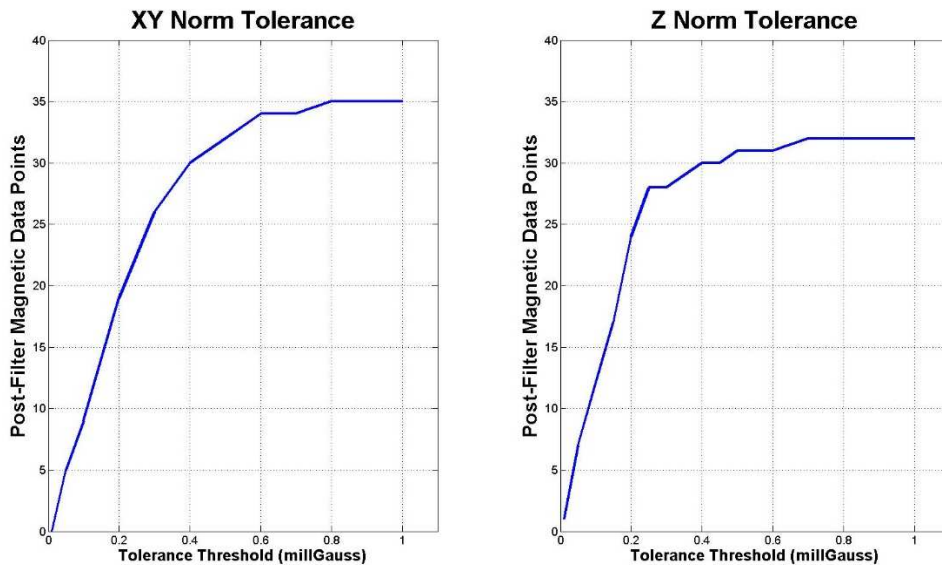 XY Norm Tolerance
Post-Filter Magnetic Data Points
40
35
30
25
20
15
10
5
0
0 0.2 0.4 0.6 0.8 1
Tolerance Threshold (millGauss)
Z Norm Tolerance
Post-Filter Magnetic Data Points
40
35
30
25
20
15
10
5
0
0 0.2 0.4 0.6 0.8 1
Tolerance Threshold (millGauss)